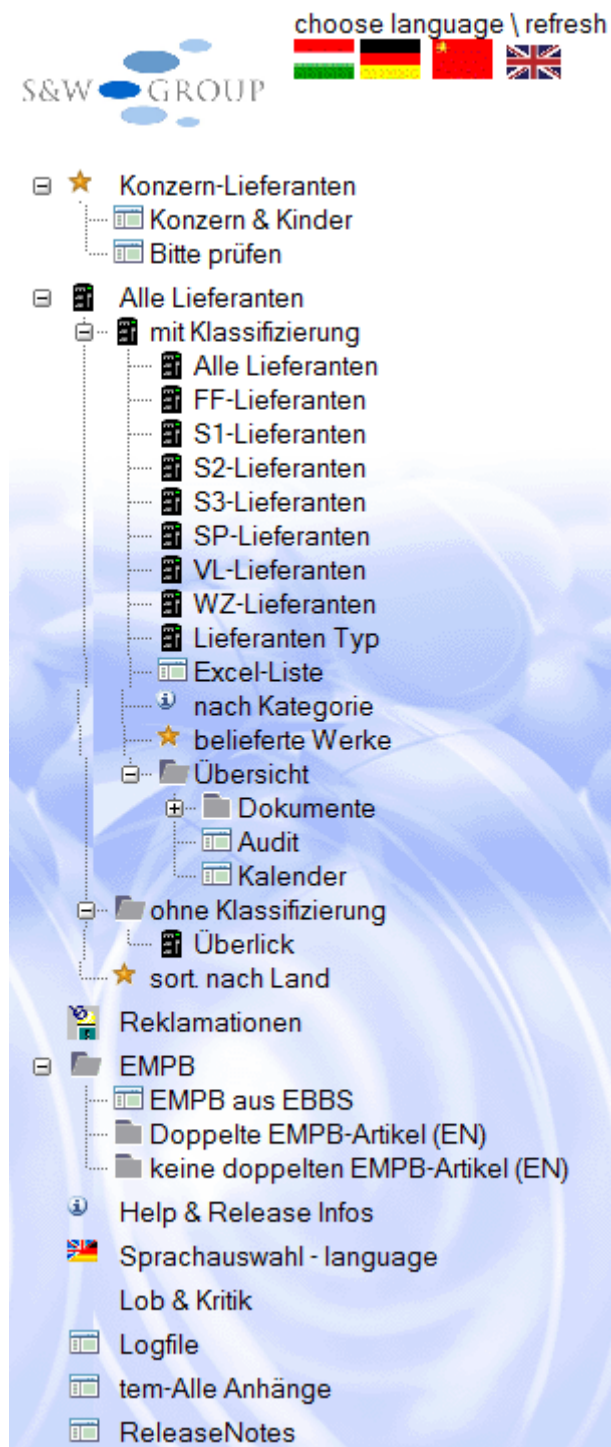 choose language \ refresh
S&W GROUP
Konzern-Lieferanten
Konzern & Kinder
Bitte prüfen
Alle Lieferanten
mit Klassifizierung
Alle Lieferanten
FF-Lieferanten
S1-Lieferanten
S2-Lieferanten
S3-Lieferanten
SP-Lieferanten
VL-Lieferanten
WZ-Lieferanten
Lieferanten Typ
Excel-Liste
nach Kategorie
belieferte Werke
Übersicht
Dokumente
Audit
Kalender
ohne Klassifizierung
Überlick
sort. nach Land
Reklamationen
EMPB
EMPB aus EBBS
Doppelte EMPB-Artikel (EN)
keine doppelten EMPB-Artikel (EN)
Help & Release Infos
Sprachauswahl - language
Lob & Kritik
Logfile
tem-Alle Anhänge
ReleaseNotes